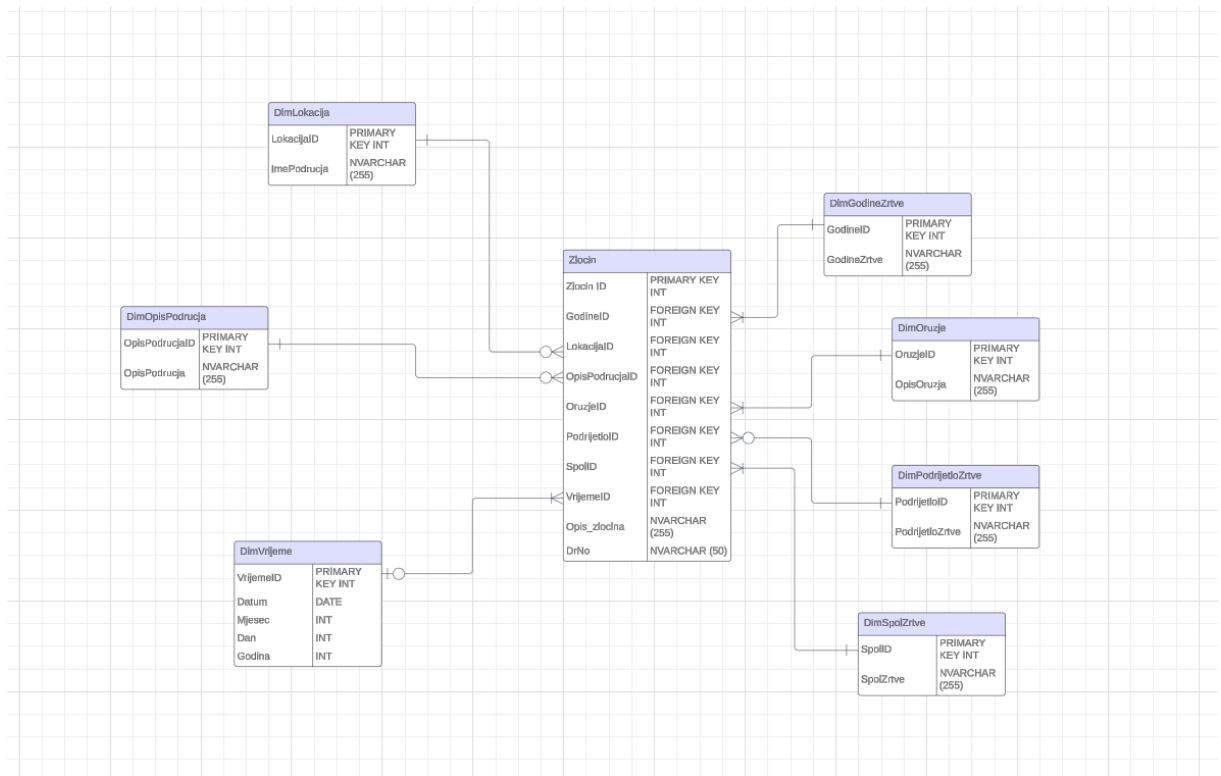 DimLokacija
LokacijaID PRIMARY
KEY INT
ImePodrucja NVARCHAR
(255)
DimGodineZrtve
GodineID PRIMARY
KEY INT
GodineZrtve NVARCHAR
(255)
Zlocin
Zlocin ID PRIMARY KEY
INT
GodineID FOREIGN KEY
INT
LokacijaID FOREIGN KEY
INT
OpisPodrucjaID FOREIGN KEY
INT
OruzjeID FOREIGN KEY
INT
PodrijetloID FOREIGN KEY
INT
SpolID FOREIGN KEY
INT
VrijemeID FOREIGN KEY
INT
Opis_zlocina NVARCHAR
(255)
DrNo NVARCHAR (50)
DimOpisPodrucja
OpisPodrucjaID PRIMARY
KEY INT
OpisPodrucja NVARCHAR
(255)
DimOruzje
OruzjeID PRIMARY
KEY INT
OpisOruzja NVARCHAR
(255)
DimPodrijetloZrtve
PodrijetloID PRIMARY
KEY INT
PodrijetloZrtve NVARCHAR
(255)
DimVrijeme
VrijemeID PRIMARY
KEY INT
Datum DATE
Mjesec INT
Dan INT
Godina INT
DimSpolZrtve
SpolID PRIMARY
KEY INT
SpolZrtve NVARCHAR
(255)